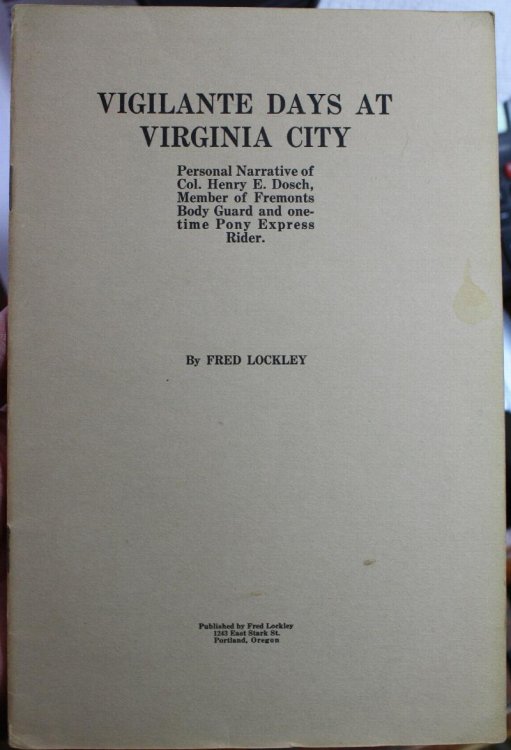 VIGILANTE DAYS AT
VIRGINIA CITY
Personal Narrative of
Col. Henry E. Dosch,
Member of Fremonts
Body Guard and one-
time Pony Express
Rider.
By FRED LOCKLEY
Published by Fred Lockley
1243 East Stark St.
Portland, Oregon